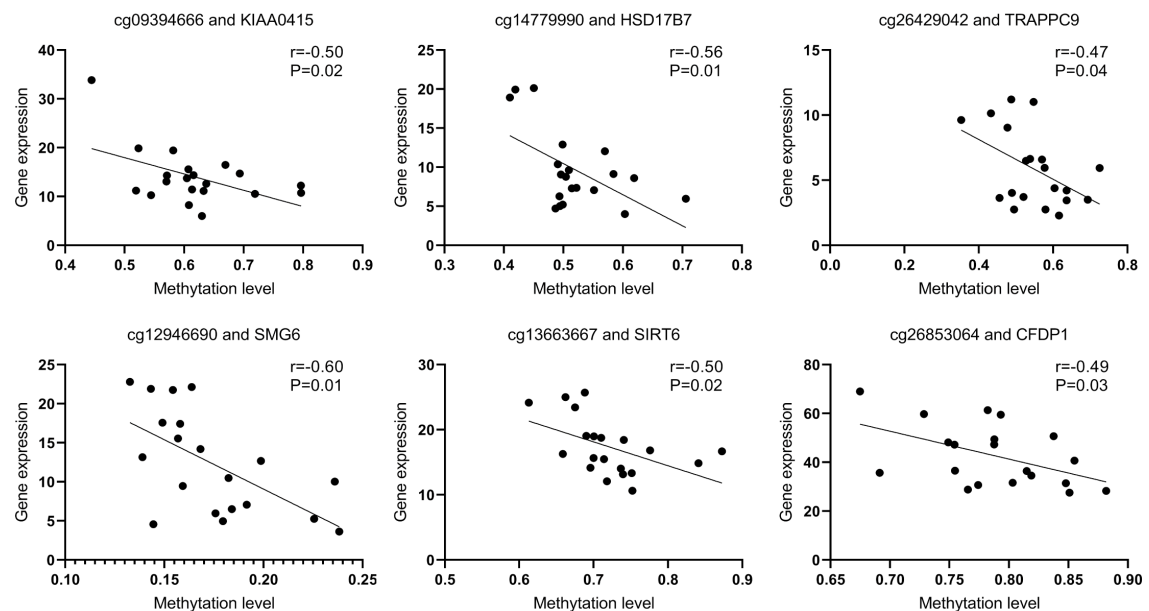 cg09394666 and KIAA0415
r=-0.50
P=0.02
Gene expression
40
30
20
10
0
0.4 0.5 0.6 0.7 0.8 0.9
Methytation level
cg14779990 and HSD17B7
r=-0.56
P=0.01
Gene expression
25
20
15
10
5
0
0.3 0.4 0.5 0.6 0.7 0.8
Methytation level
cg26429042 and TRAPPC9
r=-0.47
P=0.04
Gene expression
15
10
5
0
0.0 0.2 0.4 0.6 0.8
Methytation level
cg12946690 and SMG6
r=-0.60
P=0.01
Gene expression
25
20
15
10
5
0
0.10 0.15 0.20 0.25
Methytation level
cg13663667 and SIRT6
r=-0.50
P=0.02
Gene expression
30
20
10
0
0.5 0.6 0.7 0.8 0.9
Methytation level
cg26853064 and CFDP1
r=-0.49
P=0.03
Gene expression
80
60
40
20
0
0.65 0.70 0.75 0.80 0.85 0.90
Methytation level